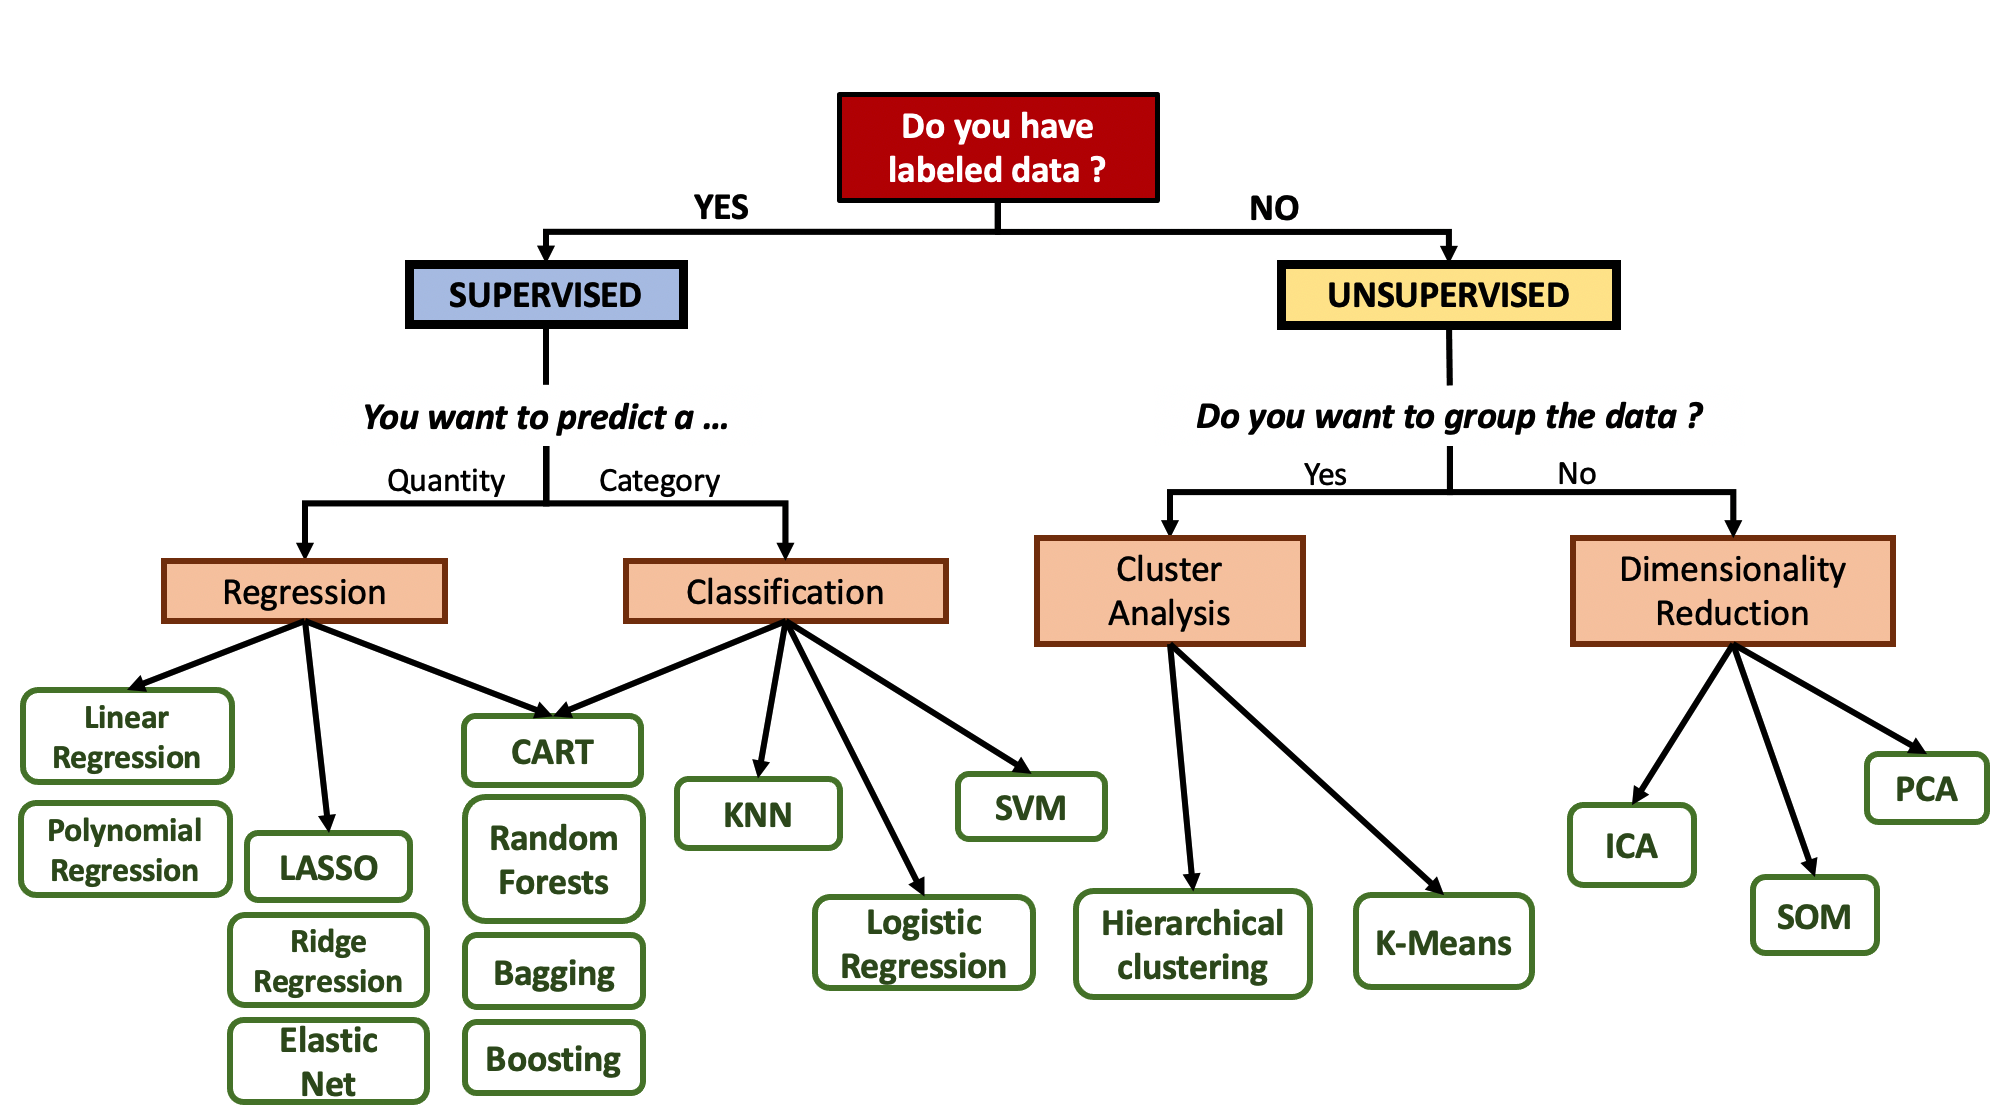 Do you have
labeled data ?
YES
NO
SUPERVISED
UNSUPERVISED
You want to predict a ...
Do you want to group the data ?
Quantity
Category
Yes
No
Regression
Classification
Cluster
Analysis
Dimensionality
Reduction
Linear
Regression
Polynomial
Regression
LASSO
Ridge
Regression
Elastic
Net
CART
Random
Forests
Bagging
Boosting
KNN
Logistic
Regression
SVM
Hierarchical
clustering
K-Means
ICA
SOM
PCA